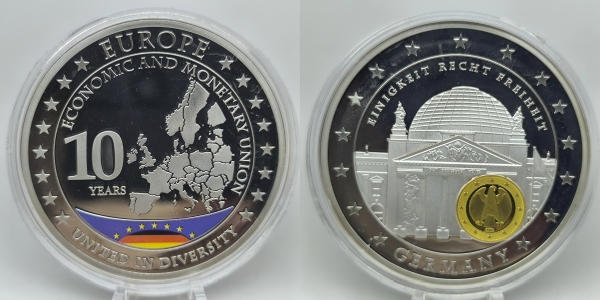 EUROPE
ECONOMIC AND MONETARY UNION
10
YEARS
UNITED IN DIVERSITY
EINIGKEIT RECHT FREIHEIT
GERMANY